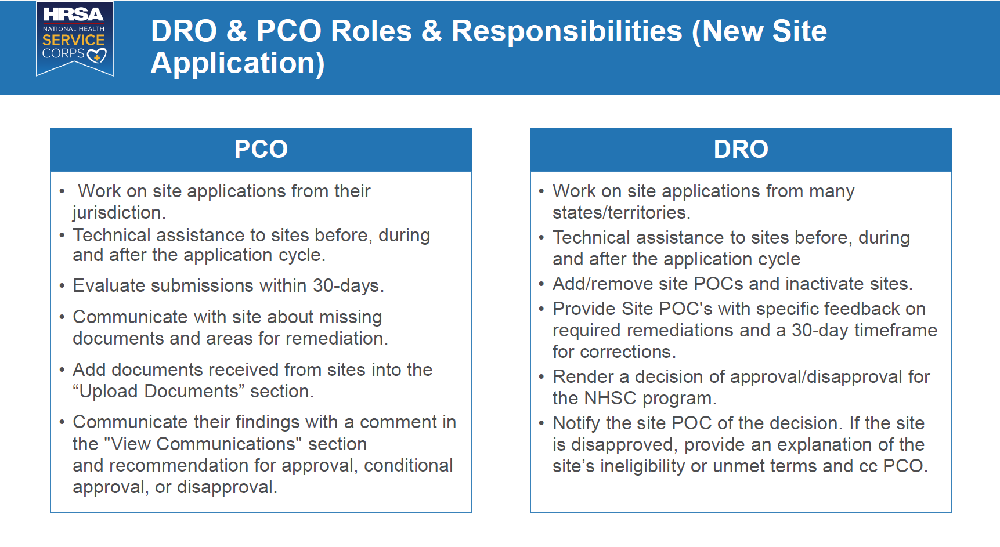 HRSA
NATIONAL HEALTH
SERVICE
CORPS
DRO & PCO Roles & Responsibilities (New Site
Application)
PCO
• Work on site applications from their
jurisdiction.
• Technical assistance to sites before, during
and after the application cycle.
• Evaluate submissions within 30-days.
• Communicate with site about missing
documents and areas for remediation.
• Add documents received from sites into the
“Upload Documents” section.
• Communicate their findings with a comment in
the "View Communications" section
and recommendation for approval, conditional
approval, or disapproval.
DRO
• Work on site applications from many
states/territories.
• Technical assistance to sites before, during
and after the application cycle
• Add/remove site POCs and inactivate sites.
• Provide Site POC's with specific feedback on
required remediations and a 30-day timeframe
for corrections.
• Render a decision of approval/disapproval for
the NHSC program.
• Notify the site POC of the decision. If the site
is disapproved, provide an explanation of the
site’s ineligibility or unmet terms and cc PCO.